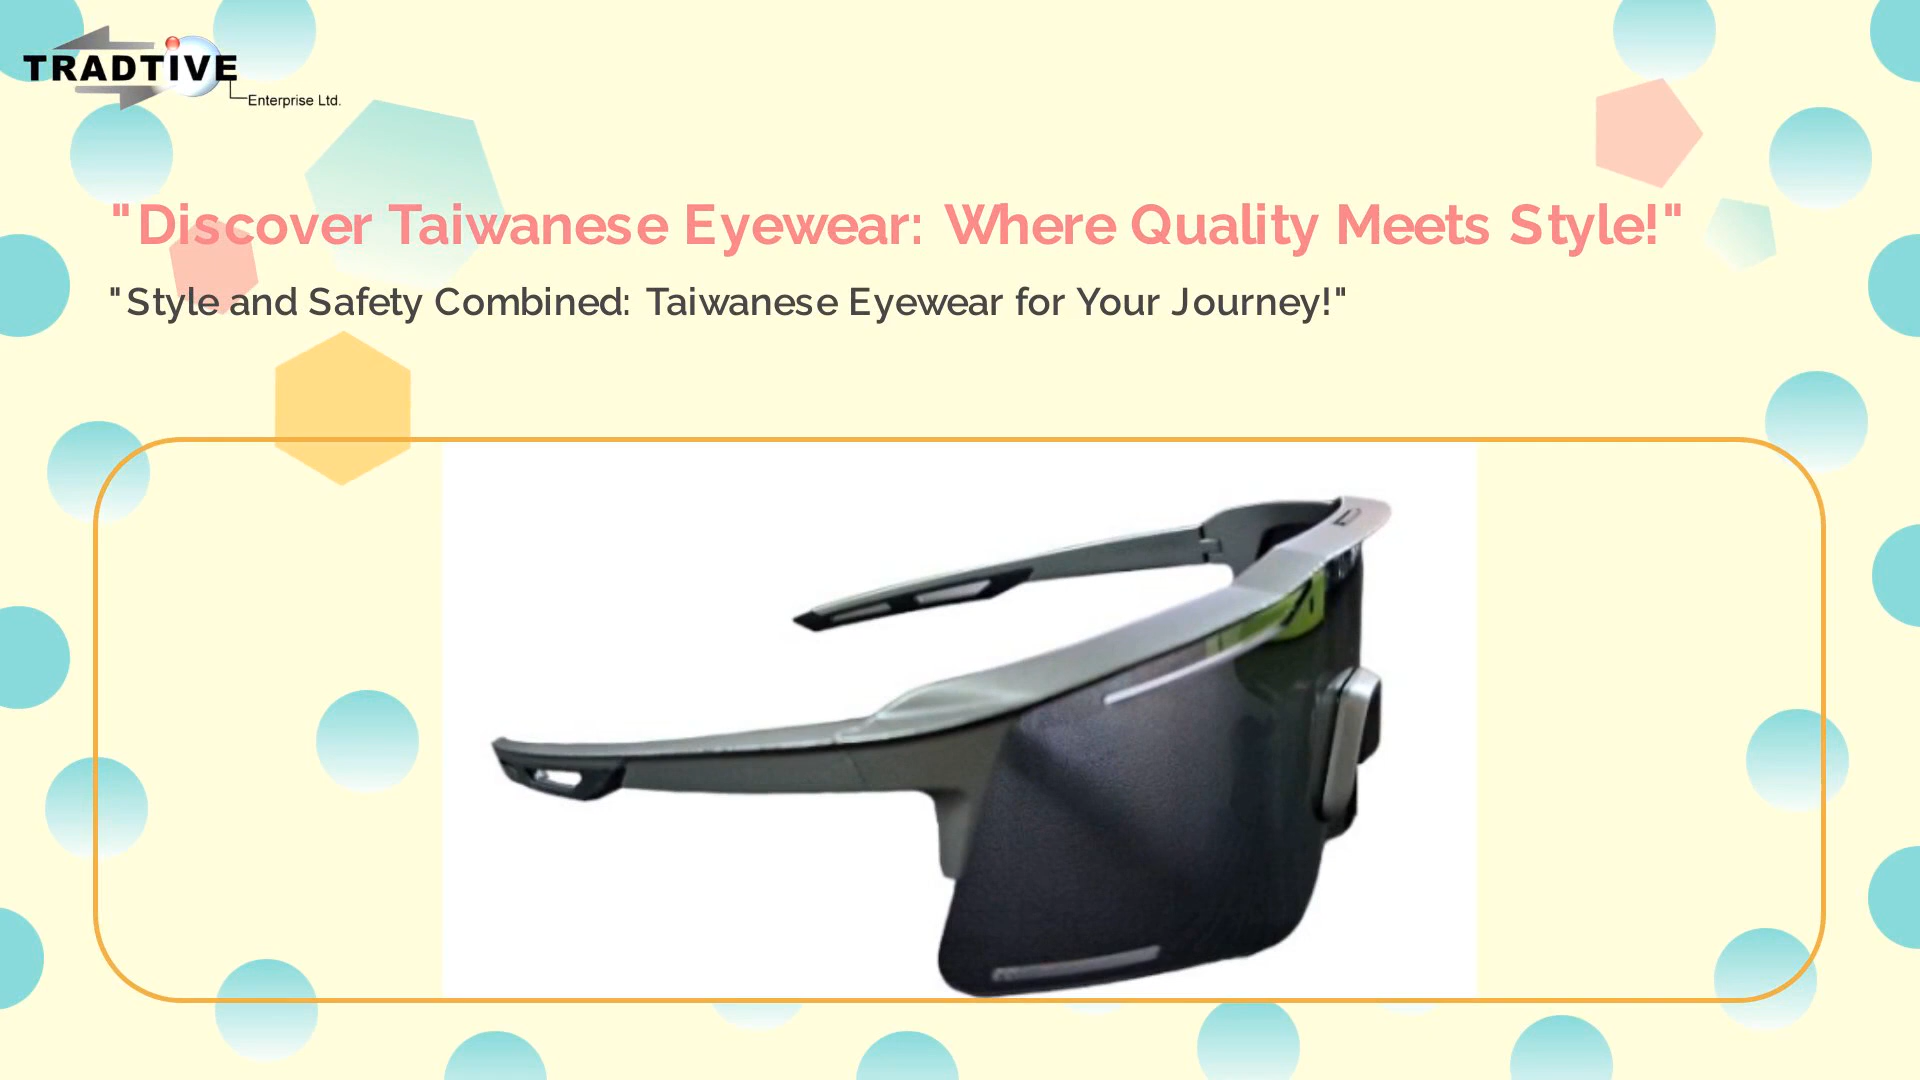 TRADTIVE
Enterprise Ltd.
"Discover Taiwanese Eyewear: Where Quality Meets Style!"
"Style and Safety Combined: Taiwanese Eyewear for Your Journey!"